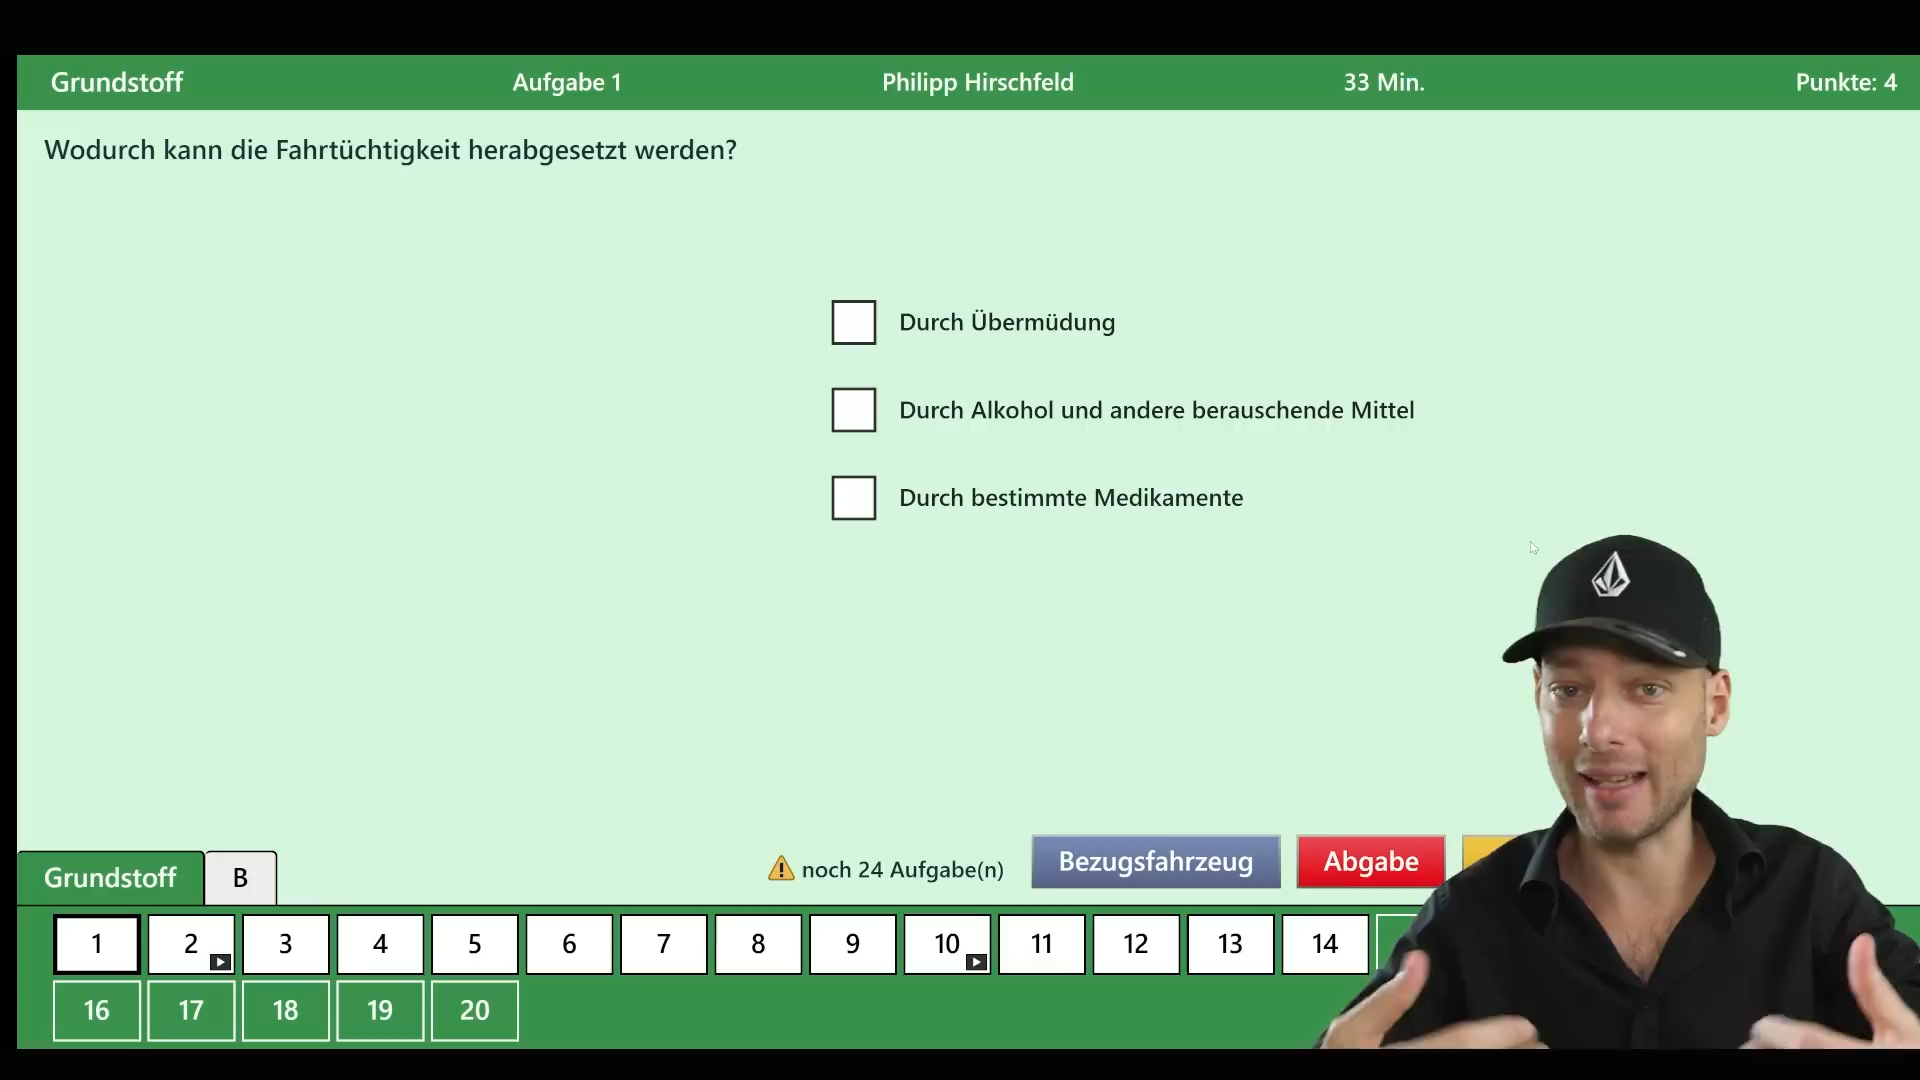 Grundstoff Aufgabe 1 Philipp Hirschfeld 33 Min. Punkte: 4
Wodurch kann die Fahrtüchtigkeit herabgesetzt werden?
Durch Übermüdung
Durch Alkohol und andere berauschende Mittel
Durch bestimmte Medikamente
Grundstoff B noch 24 Aufgabe(n) Bezugsfahrzeug Abgabe
1 2 3 4 5 6 7 8 9 10 11 12 13 14
16 17 18 19 20